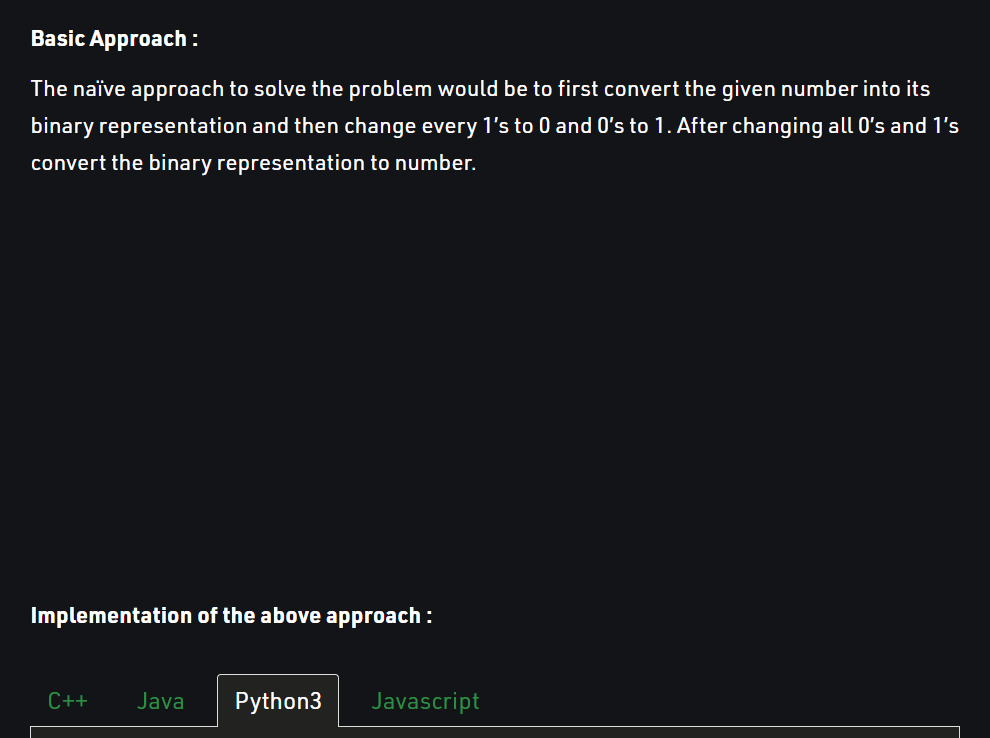 Basic Approach :
The naïve approach to solve the problem would be to first convert the given number into its
binary representation and then change every 1’s to 0 and 0’s to 1. After changing all 0’s and 1’s
convert the binary representation to number.
Implementation of the above approach :
C++ Java Python3 Javascript